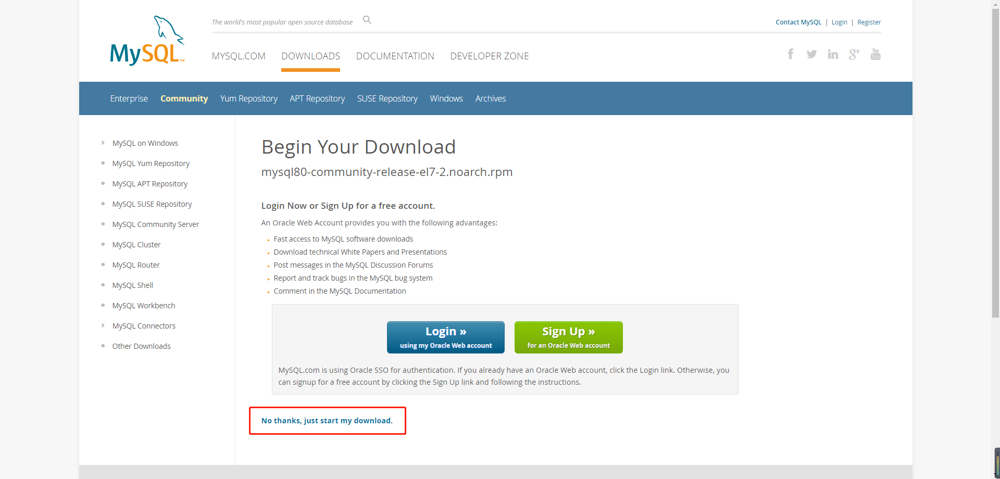 The world's most popular open source database
Contact MySQL | Login | Register
MySQL™
MYSQL.COM DOWNLOADS DOCUMENTATION DEVELOPER ZONE
You Tube
Enterprise Community Yum Repository APT Repository SUSE Repository Windows Archives
MySQL on Windows
MySQL Yum Repository
MySQL APT Repository
MySQL SUSE Repository
MySQL Community Server
MySQL Cluster
MySQL Router
MySQL Shell
MySQL Workbench
MySQL Connectors
Other Downloads
Begin Your Download
mysql80-community-release-el7-2.noarch.rpm
Login Now or Sign Up for a free account.
An Oracle Web Account provides you with the following advantages:
Fast access to MySQL software downloads
Download technical White Papers and Presentations
Post messages in the MySQL Discussion Forums
Report and track bugs in the MySQL bug system
Comment in the MySQL Documentation
Login »
using my Oracle Web account
Sign Up »
for an Oracle Web account
MySQL.com is using Oracle SSO for authentication. If you already have an Oracle Web account, click the Login link. Otherwise, you
can signup for a free account by clicking the Sign Up link and following the instructions.
No thanks, just start my download.